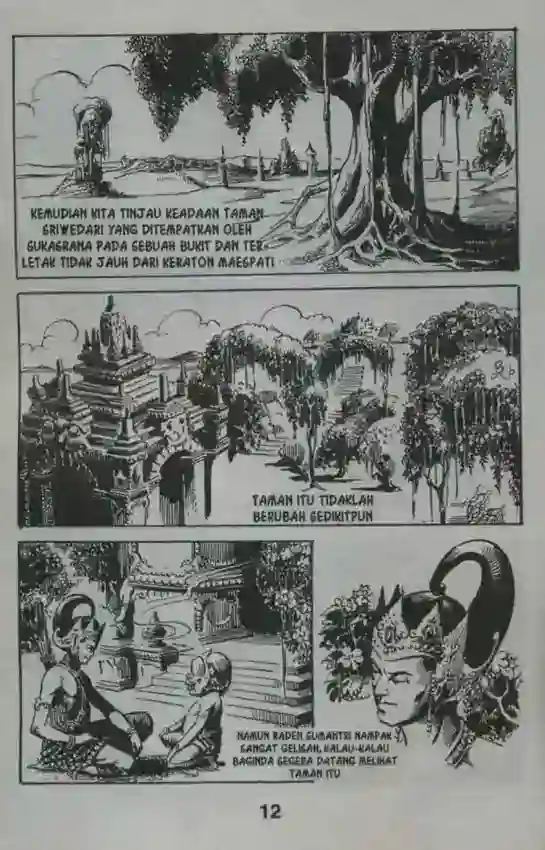 KEMUDIAN KITA TINJAU KEADAAN TAMAN
SRIWEDARI YANG DITEMPATKAN OLEH
SUKASRANA PADA SEBUAH BUKIT DAN TER-
LETAK TIDAK JAUH DARI KERATON MAESPATI
TAMAN ITU TIDAKLAH
BERUBAH SEDIKITPUN
NAMUN RADEN SUMANTRI NAMPAK
SANGAT GELISAH, KALAU-KALAU
BAGINDA SEGERA DATANG MELIHAT
TAMAN ITU
12